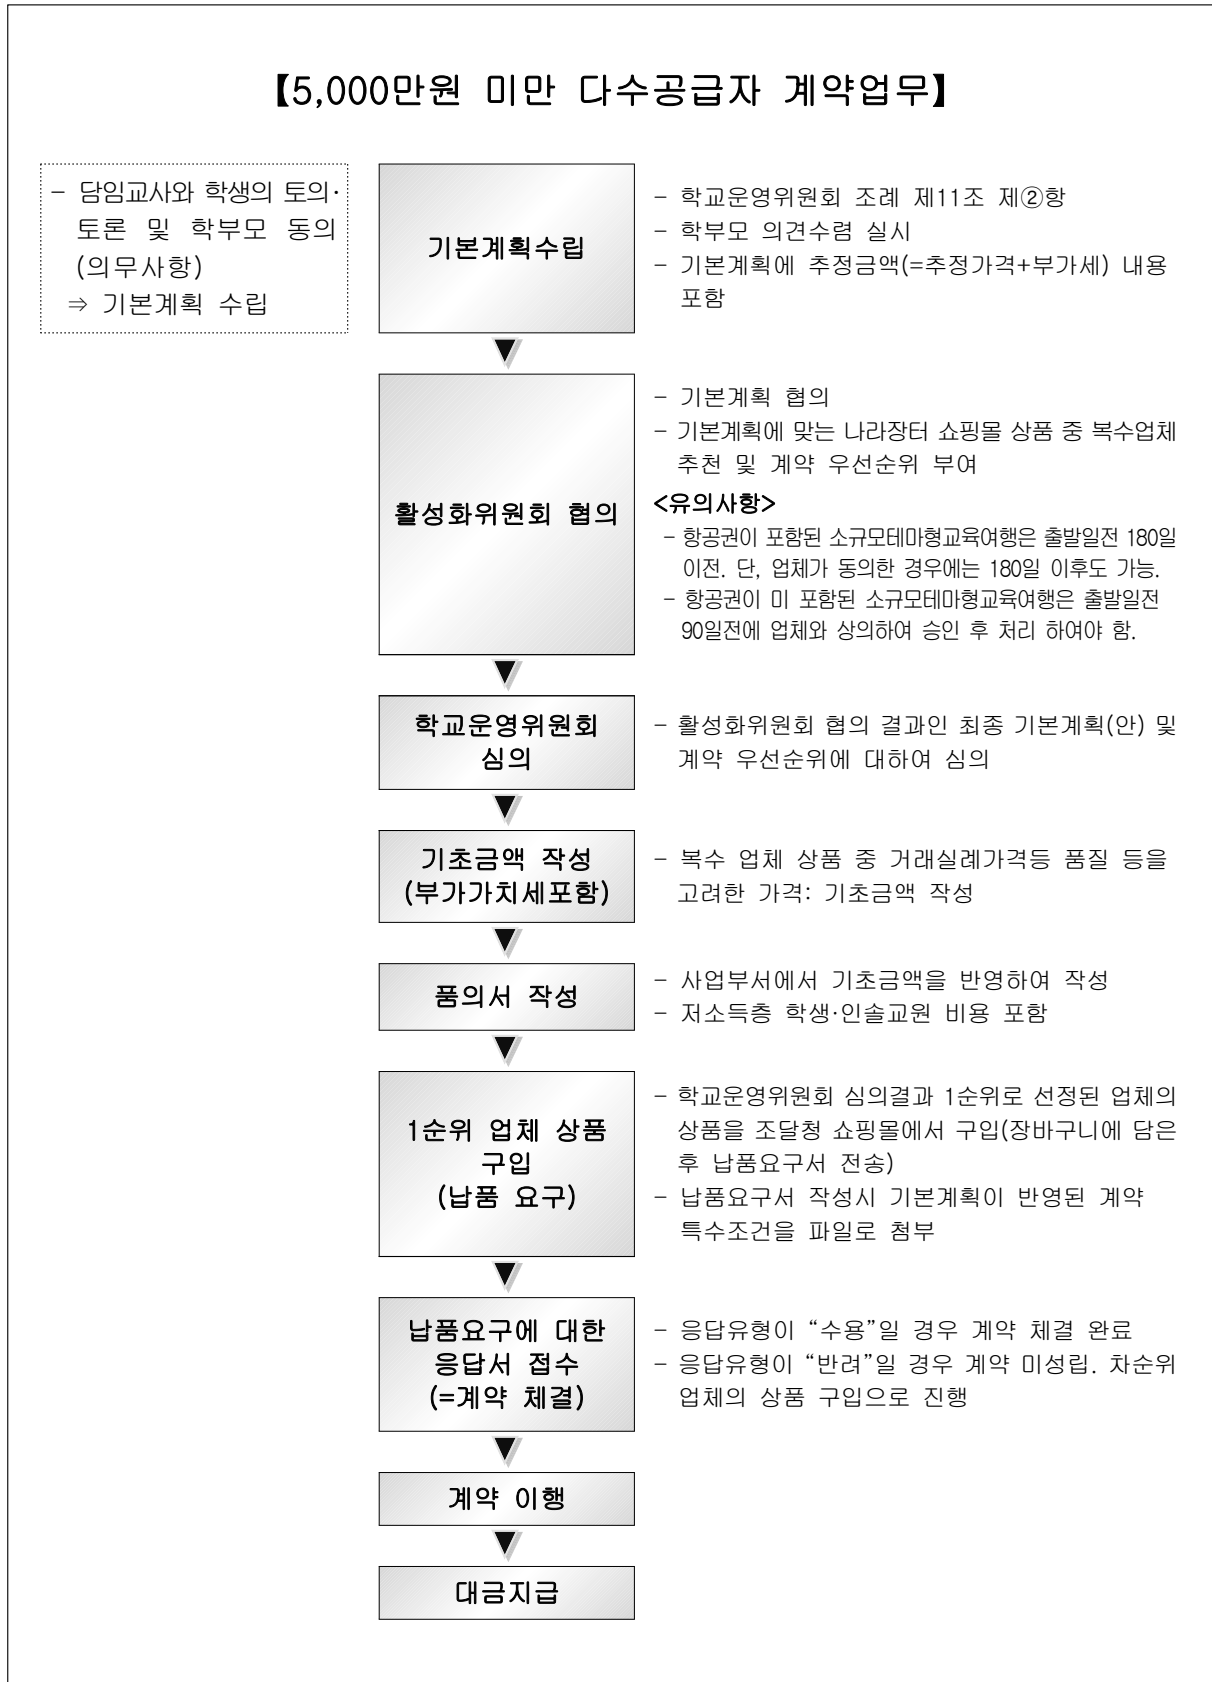 【5,000만원 미만 다수공급자 계약업무】
- 담임교사와 학생의 토의·
토론 및 학부모 동의
(의무사항)
⇒ 기본계획 수립
기본계획수립
- 학교운영위원회 조례 제11조 제②항
- 학부모 의견수렴 실시
- 기본계획에 추정금액(=추정가격+부가세) 내용
포함
활성화위원회 협의
- 기본계획 협의
- 기본계획에 맞는 나라장터 쇼핑몰 상품 중 복수업체
추천 및 계약 우선순위 부여
<유의사항>
- 항공권이 포함된 소규모테마형교육여행은 출발일전 180일
이전. 단, 업체가 동의한 경우에는 180일 이후도 가능.
- 항공권이 미 포함된 소규모테마형교육여행은 출발일전
90일전에 업체와 상의하여 승인 후 처리 하여야 함.
학교운영위원회
심의
- 활성화위원회 협의 결과인 최종 기본계획(안) 및
계약 우선순위에 대하여 심의
기초금액 작성
(부가가치세포함)
- 복수 업체 상품 중 거래실례가격등 품질 등을
고려한 가격: 기초금액 작성
품의서 작성
- 사업부서에서 기초금액을 반영하여 작성
- 저소득층 학생·인솔교원 비용 포함
1순위 업체 상품
구입
(납품 요구)
- 학교운영위원회 심의결과 1순위로 선정된 업체의
상품을 조달청 쇼핑몰에서 구입(장바구니에 담은
후 납품요구서 전송)
- 납품요구서 작성시 기본계획이 반영된 계약
특수조건을 파일로 첨부
납품요구에 대한
응답서 접수
(=계약 체결)
- 응답유형이 “수용”일 경우 계약 체결 완료
- 응답유형이 “반려”일 경우 계약 미성립. 차순위
업체의 상품 구입으로 진행
계약 이행
대금지급